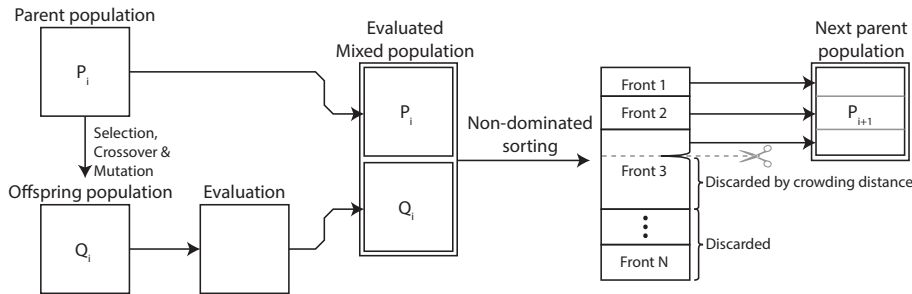 Parent population
P_i
Selection,
Crossover &
Mutation
Offspring population
Q_i
Evaluation
Evaluated
Mixed population
P_i
Q_i
Non-dominated
sorting
Front 1
Front 2
Front 3
⋮
Front N
Discarded by crowding distance
Discarded
Next parent
population
P_{i+1}